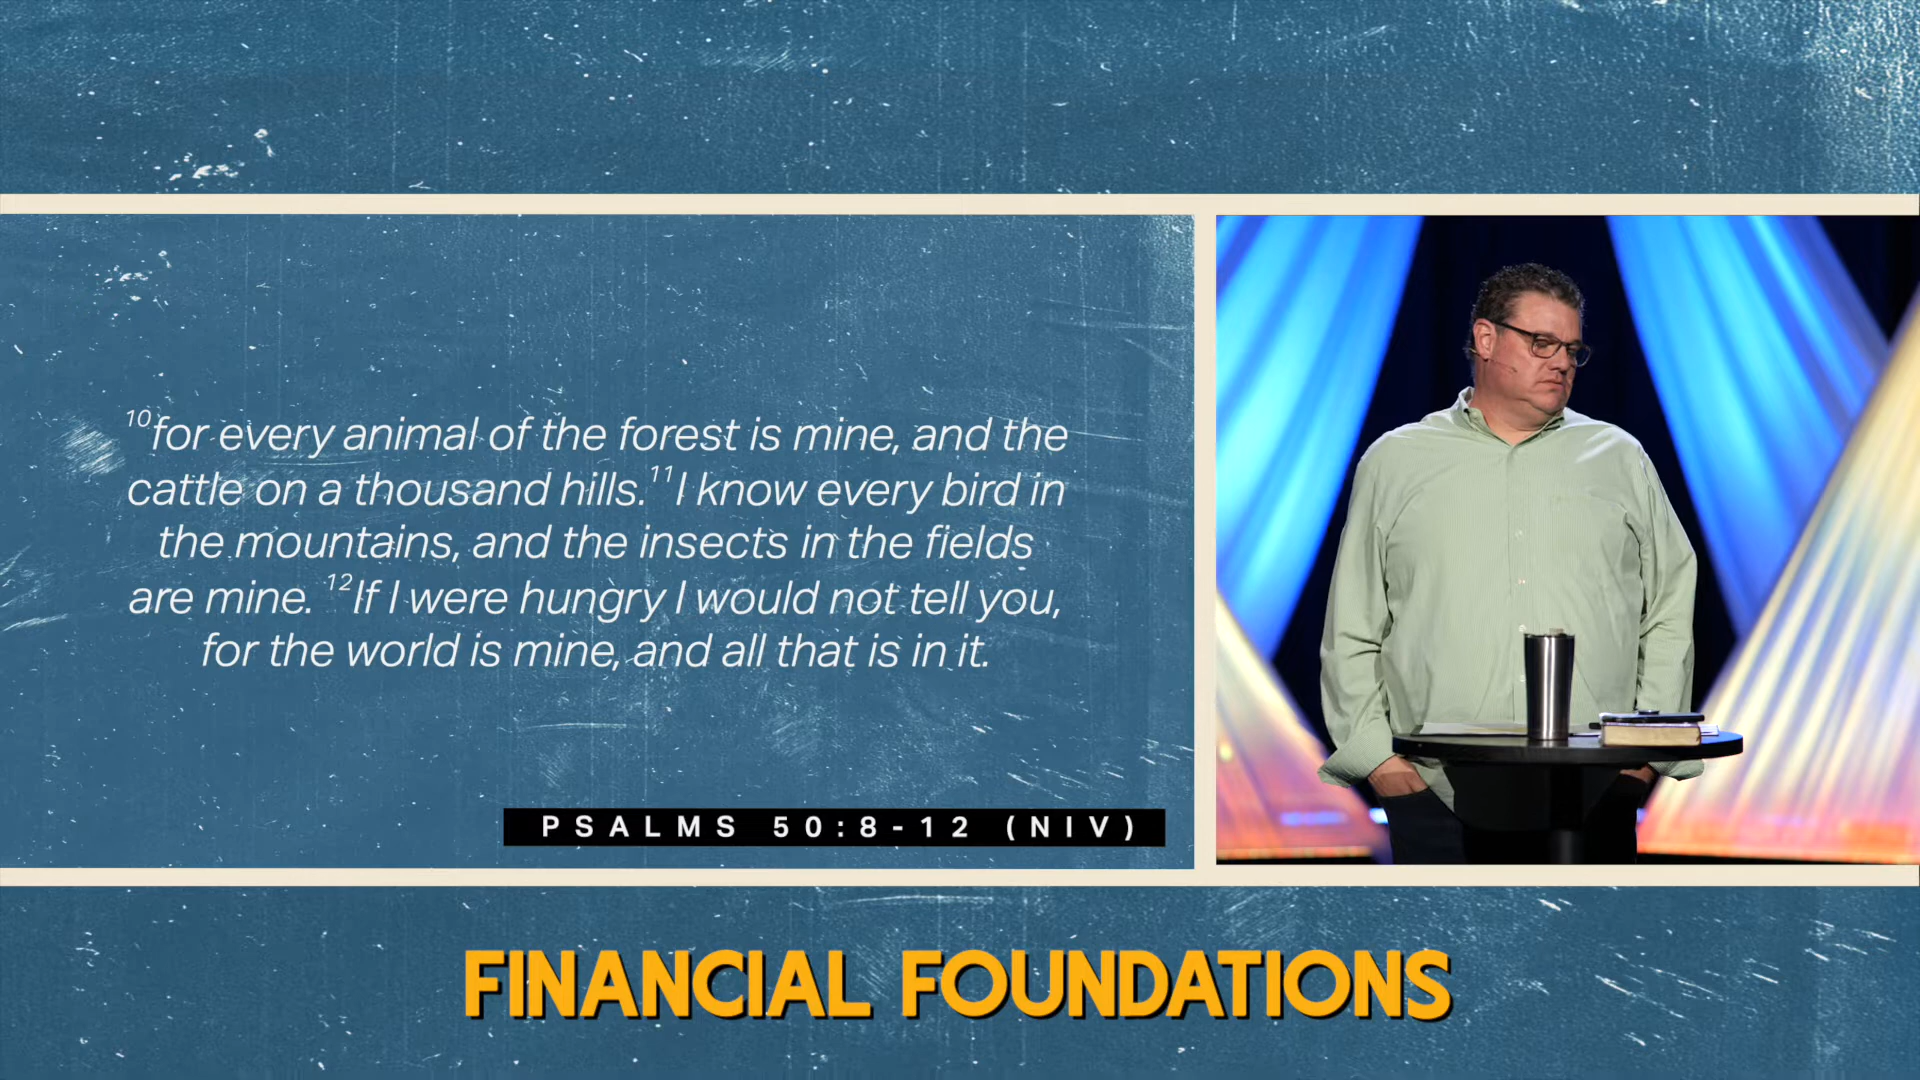 ¹⁰for every animal of the forest is mine, and the
cattle on a thousand hills.¹¹I know every bird in
the mountains, and the insects in the fields
are mine. ¹²If I were hungry I would not tell you,
for the world is mine, and all that is in it.
PSALMS 50:8-12 (NIV)
FINANCIAL FOUNDATIONS